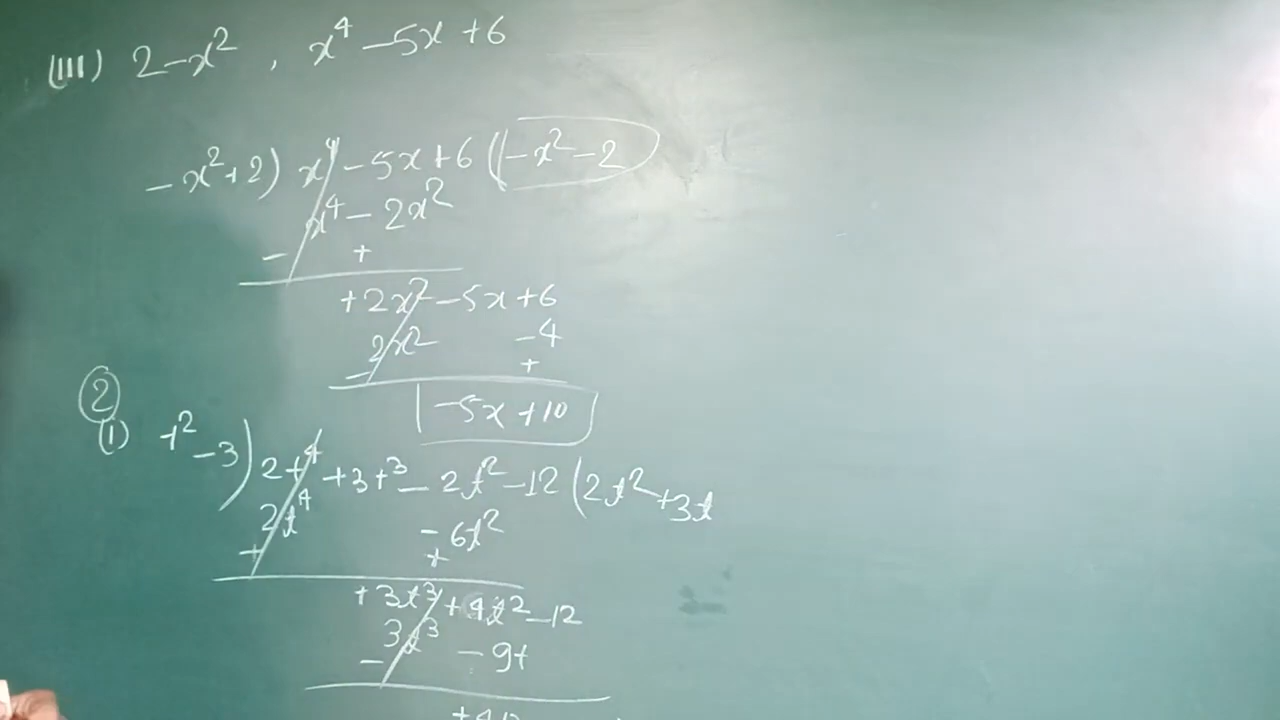 (III) 2-x² , x⁴ -5x +6
-x²+2) x⁴ -5x+6 (-x²-2
x⁴ - 2x²
- +
+2x² -5x +6
2x² -4
- +
-5x +10
②
(1) t² -3) 2t⁴ +3t³ - 2t² -12 (2t² +3t
2t⁴ - 6t²
+ +
+3t³ +4t² -12
3t³ - 9t
-